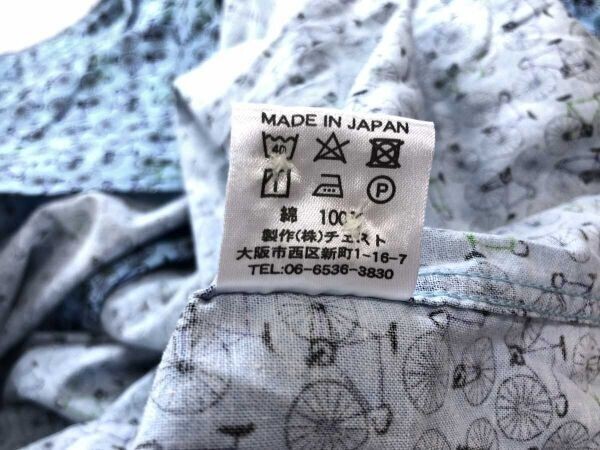 MADE IN JAPAN
40
P
綿 100%
製作(株)チェスト
大阪市西区新町1-16-7
TEL:06-6536-3830